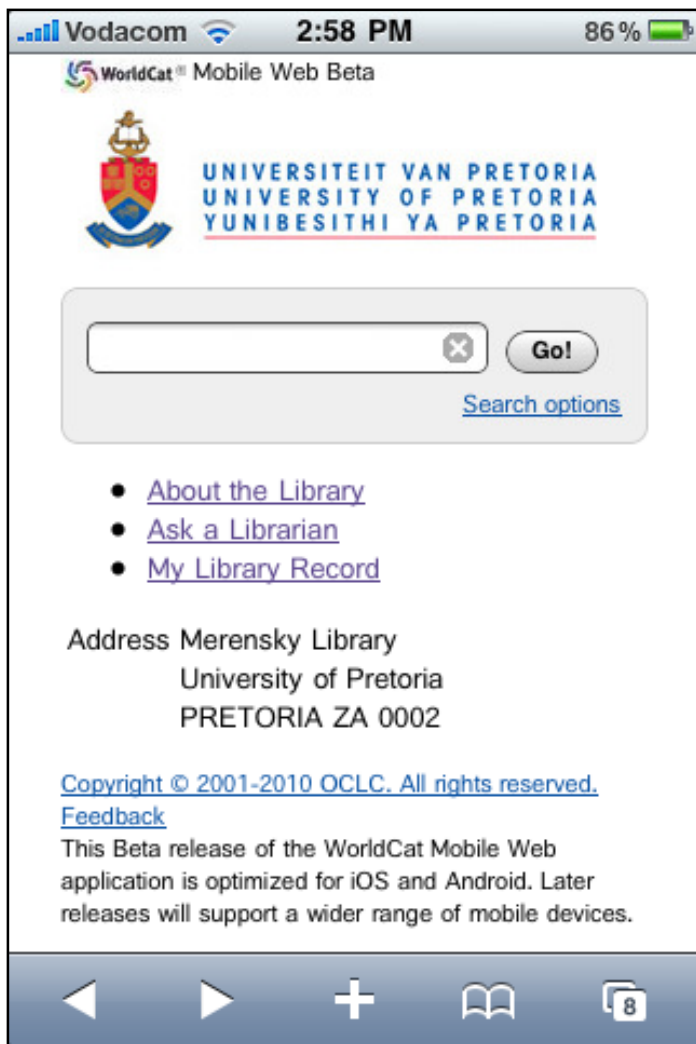 Vodacom 2:58 PM 86%
WorldCat® Mobile Web Beta
UNIVERSITEIT VAN PRETORIA
UNIVERSITY OF PRETORIA
YUNIBESITHI YA PRETORIA
Go!
Search options
About the Library
Ask a Librarian
My Library Record
Address Merensky Library
University of Pretoria
PRETORIA ZA 0002
Copyright © 2001-2010 OCLC. All rights reserved.
Feedback
This Beta release of the WorldCat Mobile Web
application is optimized for iOS and Android. Later
releases will support a wider range of mobile devices.
8